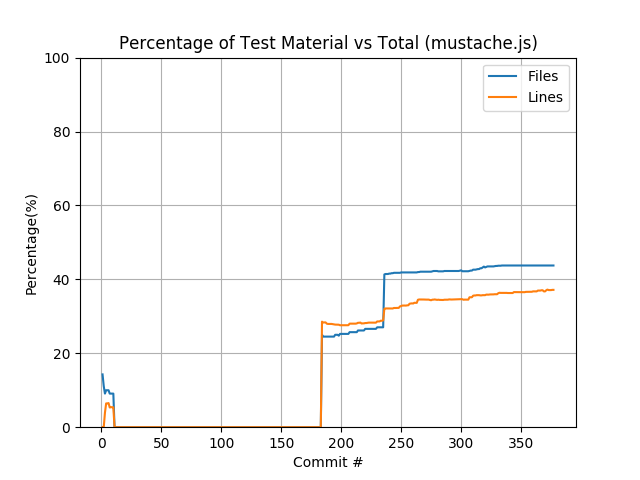 Percentage of Test Material vs Total (mustache.js)
100
80
60
40
20
0
Percentage(%)
Files
Lines
0 50 100 150 200 250 300 350
Commit #